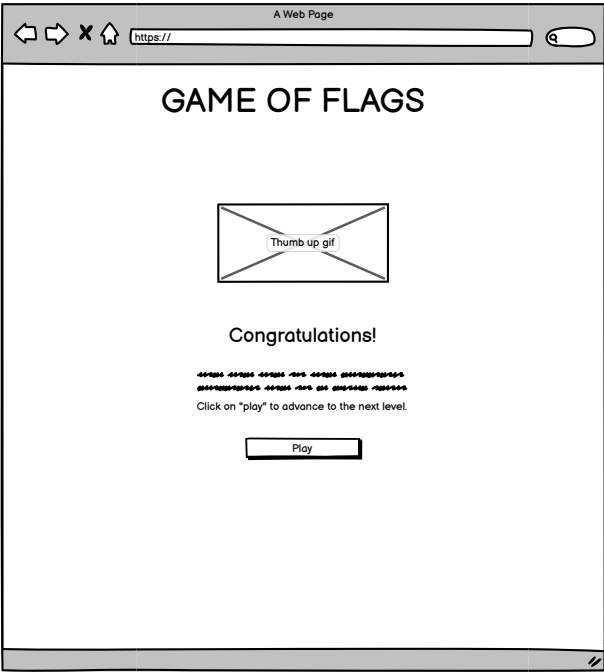 A Web Page
https://
GAME OF FLAGS
Thumb up gif
Congratulations!
Click on "play" to advance to the next level.
Play